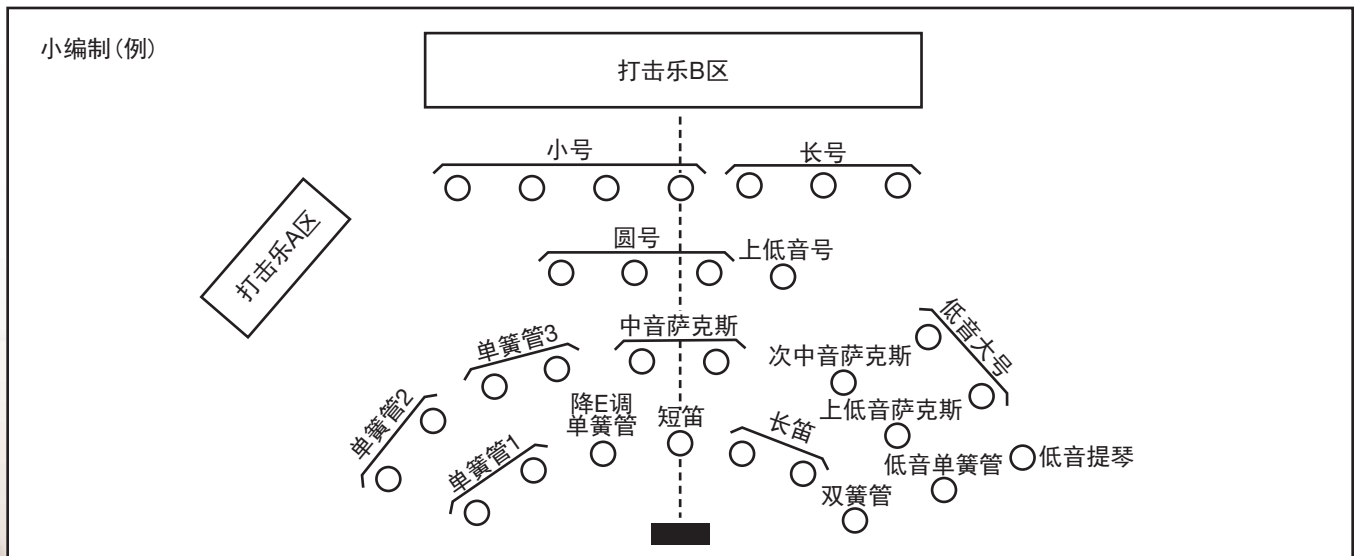 小编制(例)
打击乐B区
小号
长号
打击乐A区
圆号
上低音号
中音萨克斯
单簧管3
次中音萨克斯
低音大号
单簧管2
降E调
单簧管
短笛
长笛
上低音萨克斯
单簧管1
低音单簧管
低音提琴
双簧管